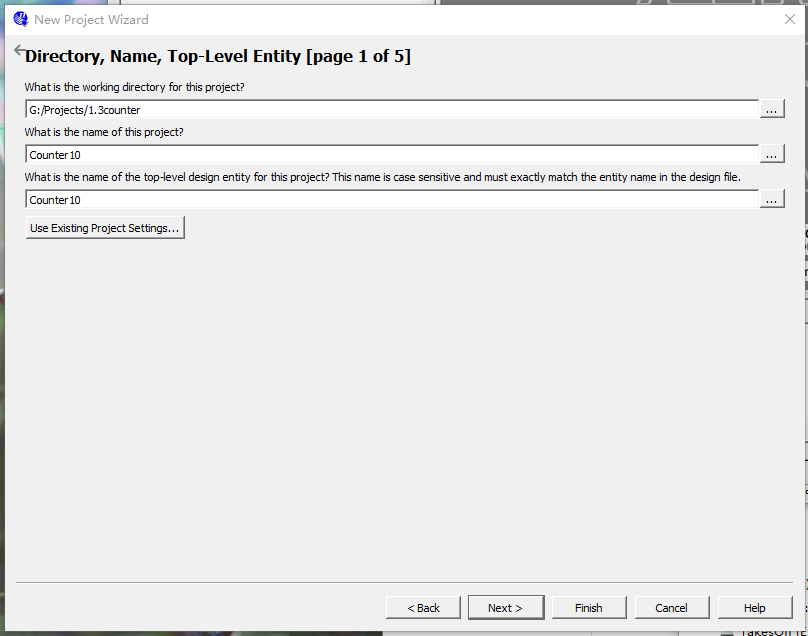 New Project Wizard
Directory, Name, Top-Level Entity [page 1 of 5]
What is the working directory for this project?
G:/Projects/1.3counter
...
What is the name of this project?
Counter10
...
What is the name of the top-level design entity for this project? This name is case sensitive and must exactly match the entity name in the design file.
Counter10
...
Use Existing Project Settings...
< Back
Next >
Finish
Cancel
Help